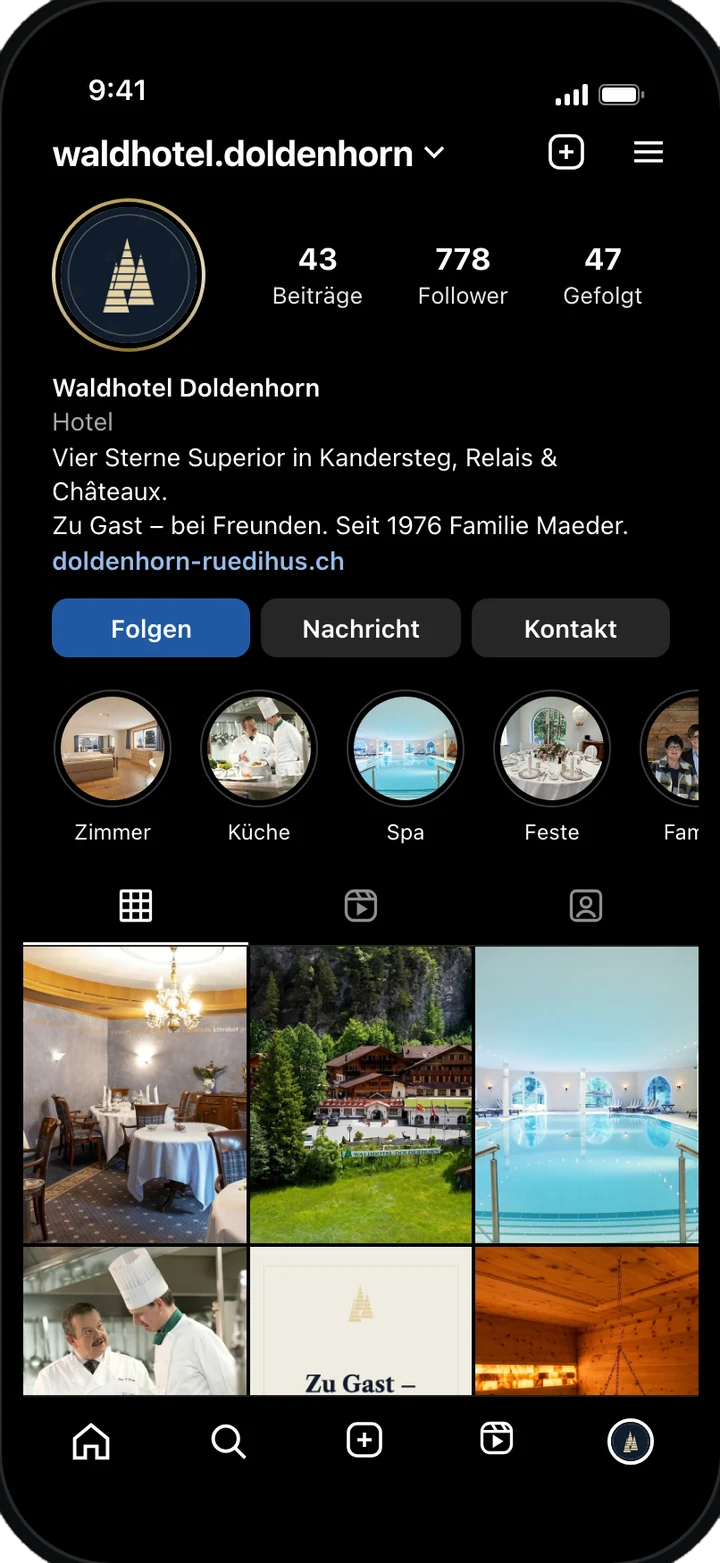 9:41
waldhotel.doldenhorn
43 778 47
Beiträge Follower Gefolgt
Waldhotel Doldenhorn
Hotel
Vier Sterne Superior in Kandersteg, Relais &
Châteaux.
Zu Gast – bei Freunden. Seit 1976 Familie Maeder.
doldenhorn-ruedihus.ch
Folgen Nachricht Kontakt
Zimmer Küche Spa Feste Fam
WALDHOTEL DOLDENHORN
Zu Gast –